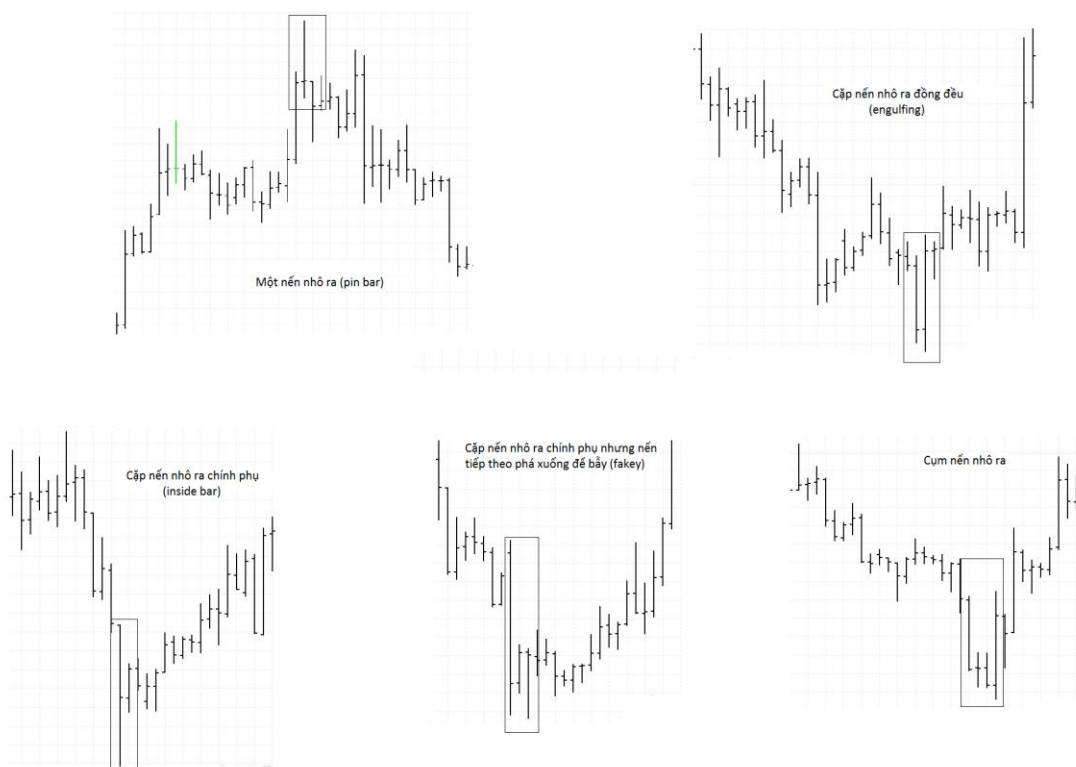 Cặp nến nhô ra đồng đều
(engulfing)
Một nến nhô ra (pin bar)
Cặp nến nhô ra chính phụ
(inside bar)
Cặp nến nhô ra chính phụ nhưng nến
tiếp theo phá xuống để bẫy (fakey)
Cụm nến nhô ra